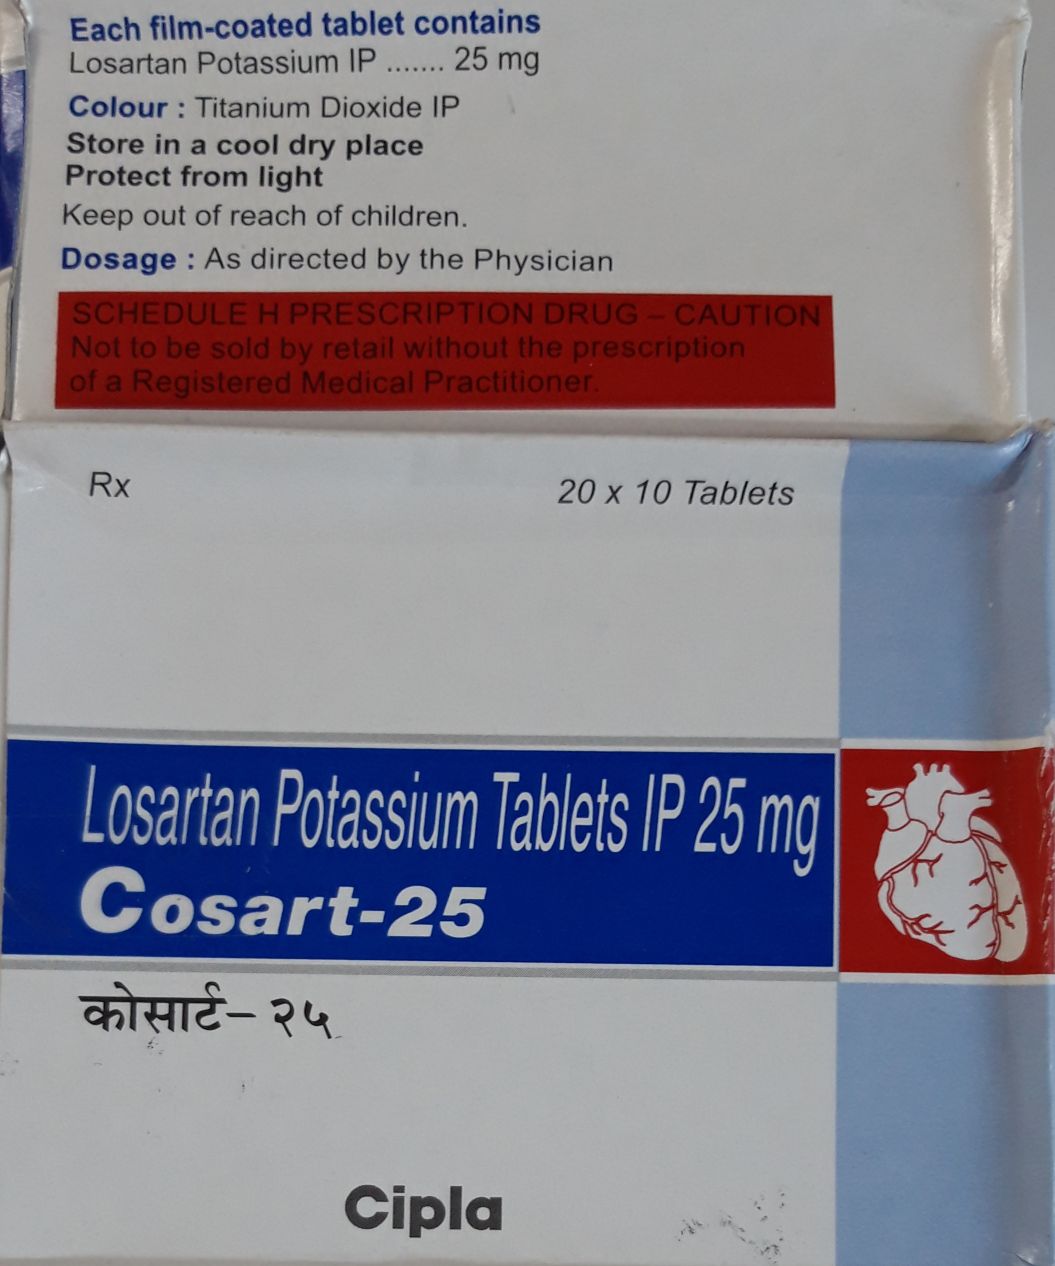 Each film-coated tablet contains
Losartan Potassium IP ....... 25 mg
Colour : Titanium Dioxide IP
Store in a cool dry place
Protect from light
Keep out of reach of children.
Dosage : As directed by the Physician
SCHEDULE H PRESCRIPTION DRUG – CAUTION
Not to be sold by retail without the prescription
of a Registered Medical Practitioner.
Rx 20 x 10 Tablets
Losartan Potassium Tablets IP 25 mg
Cosart-25
कोसार्ट– २५
Cipla